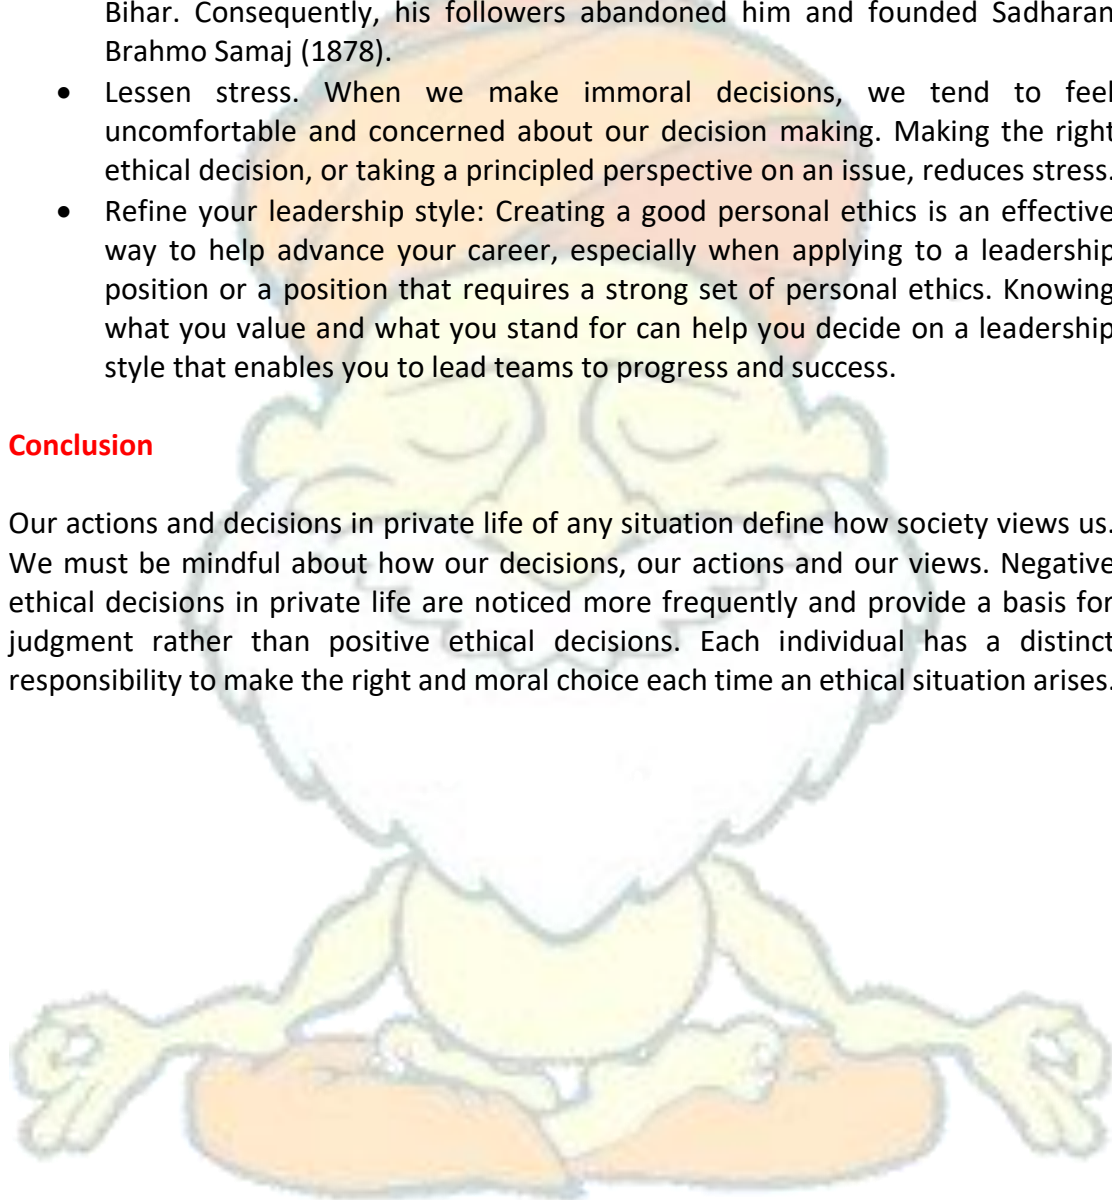 Bihar. Consequently, his followers abandoned him and founded Sadharan
Brahmo Samaj (1878).
• Lessen stress. When we make immoral decisions, we tend to feel
uncomfortable and concerned about our decision making. Making the right
ethical decision, or taking a principled perspective on an issue, reduces stress.
• Refine your leadership style: Creating a good personal ethics is an effective
way to help advance your career, especially when applying to a leadership
position or a position that requires a strong set of personal ethics. Knowing
what you value and what you stand for can help you decide on a leadership
style that enables you to lead teams to progress and success.
Conclusion
Our actions and decisions in private life of any situation define how society views us.
We must be mindful about how our decisions, our actions and our views. Negative
ethical decisions in private life are noticed more frequently and provide a basis for
judgment rather than positive ethical decisions. Each individual has a distinct
responsibility to make the right and moral choice each time an ethical situation arises.